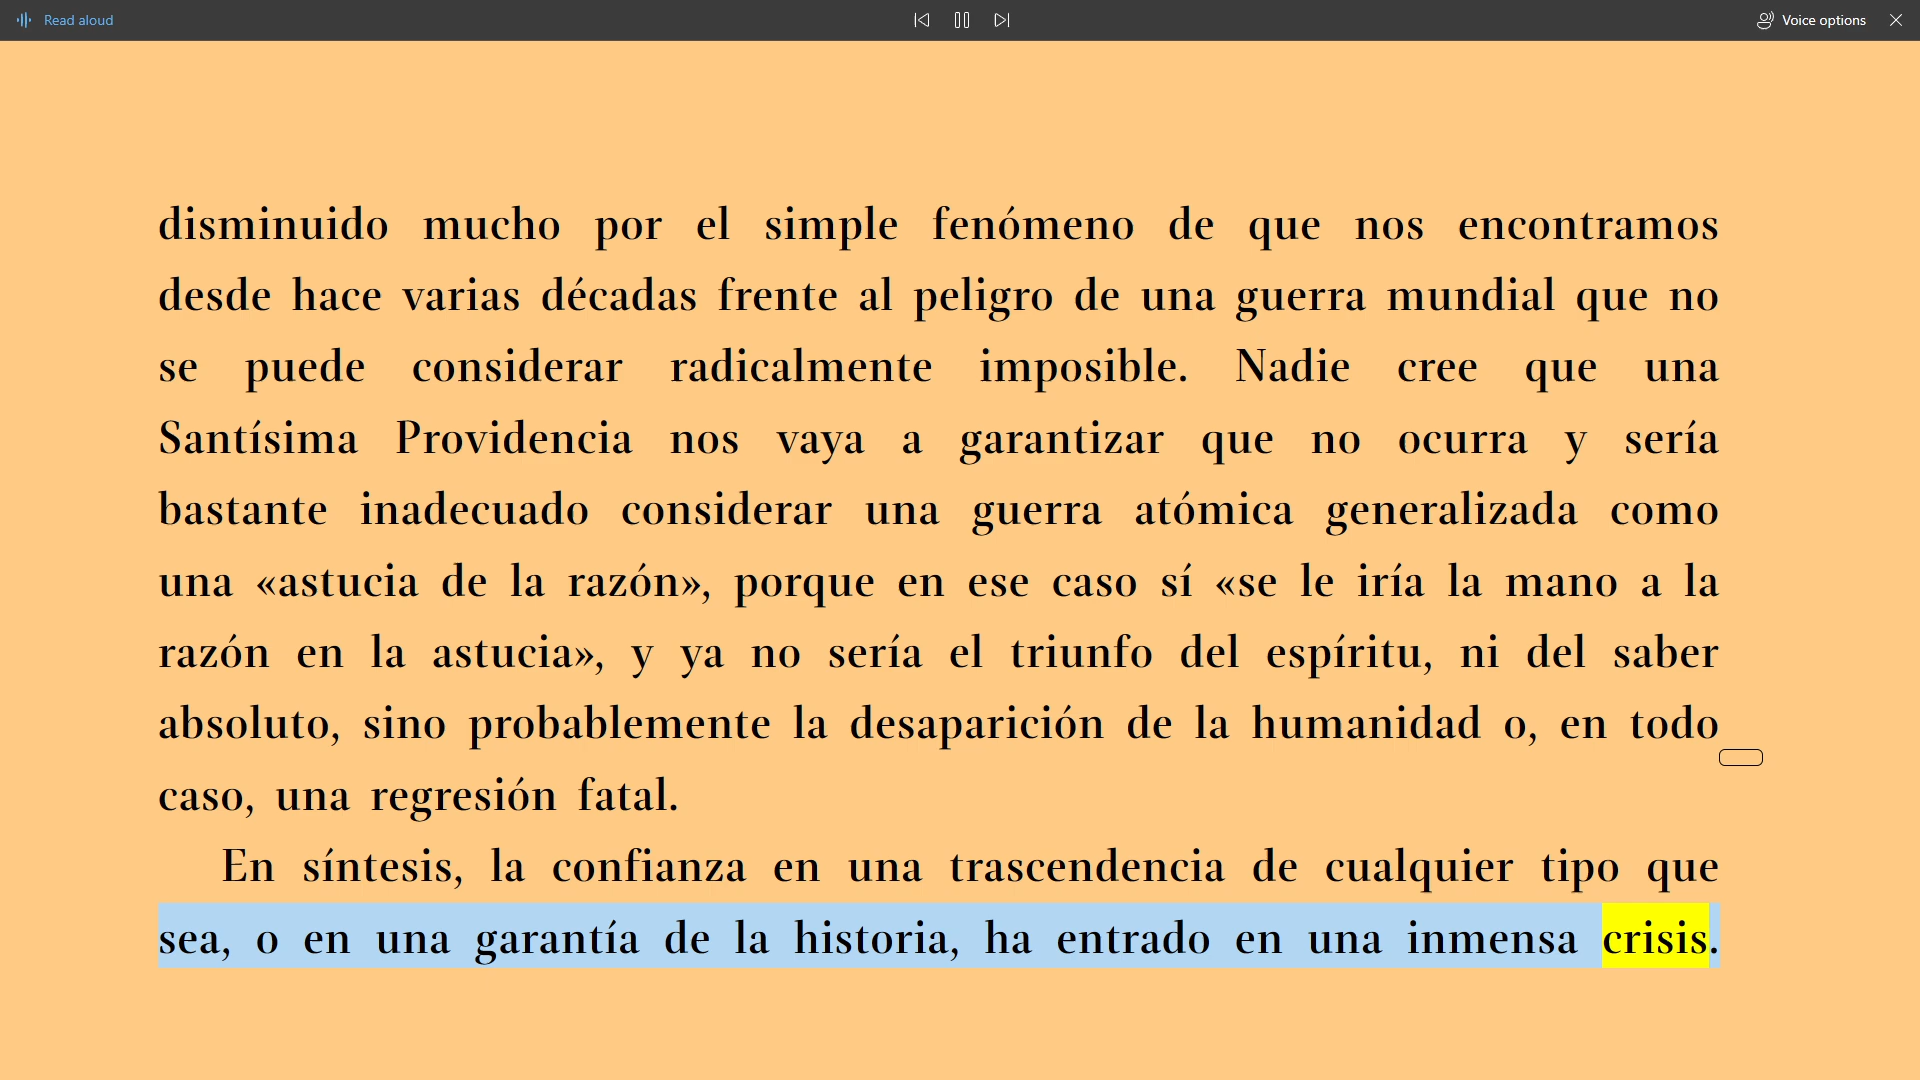 Read aloud
Voice options
disminuido mucho por el simple fenómeno de que nos encontramos
desde hace varias décadas frente al peligro de una guerra mundial que no
se puede considerar radicalmente imposible. Nadie cree que una
Santísima Providencia nos vaya a garantizar que no ocurra y sería
bastante inadecuado considerar una guerra atómica generalizada como
una «astucia de la razón», porque en ese caso sí «se le iría la mano a la
razón en la astucia», y ya no sería el triunfo del espíritu, ni del saber
absoluto, sino probablemente la desaparición de la humanidad o, en todo
caso, una regresión fatal.
En síntesis, la confianza en una trascendencia de cualquier tipo que
sea, o en una garantía de la historia, ha entrado en una inmensa crisis.